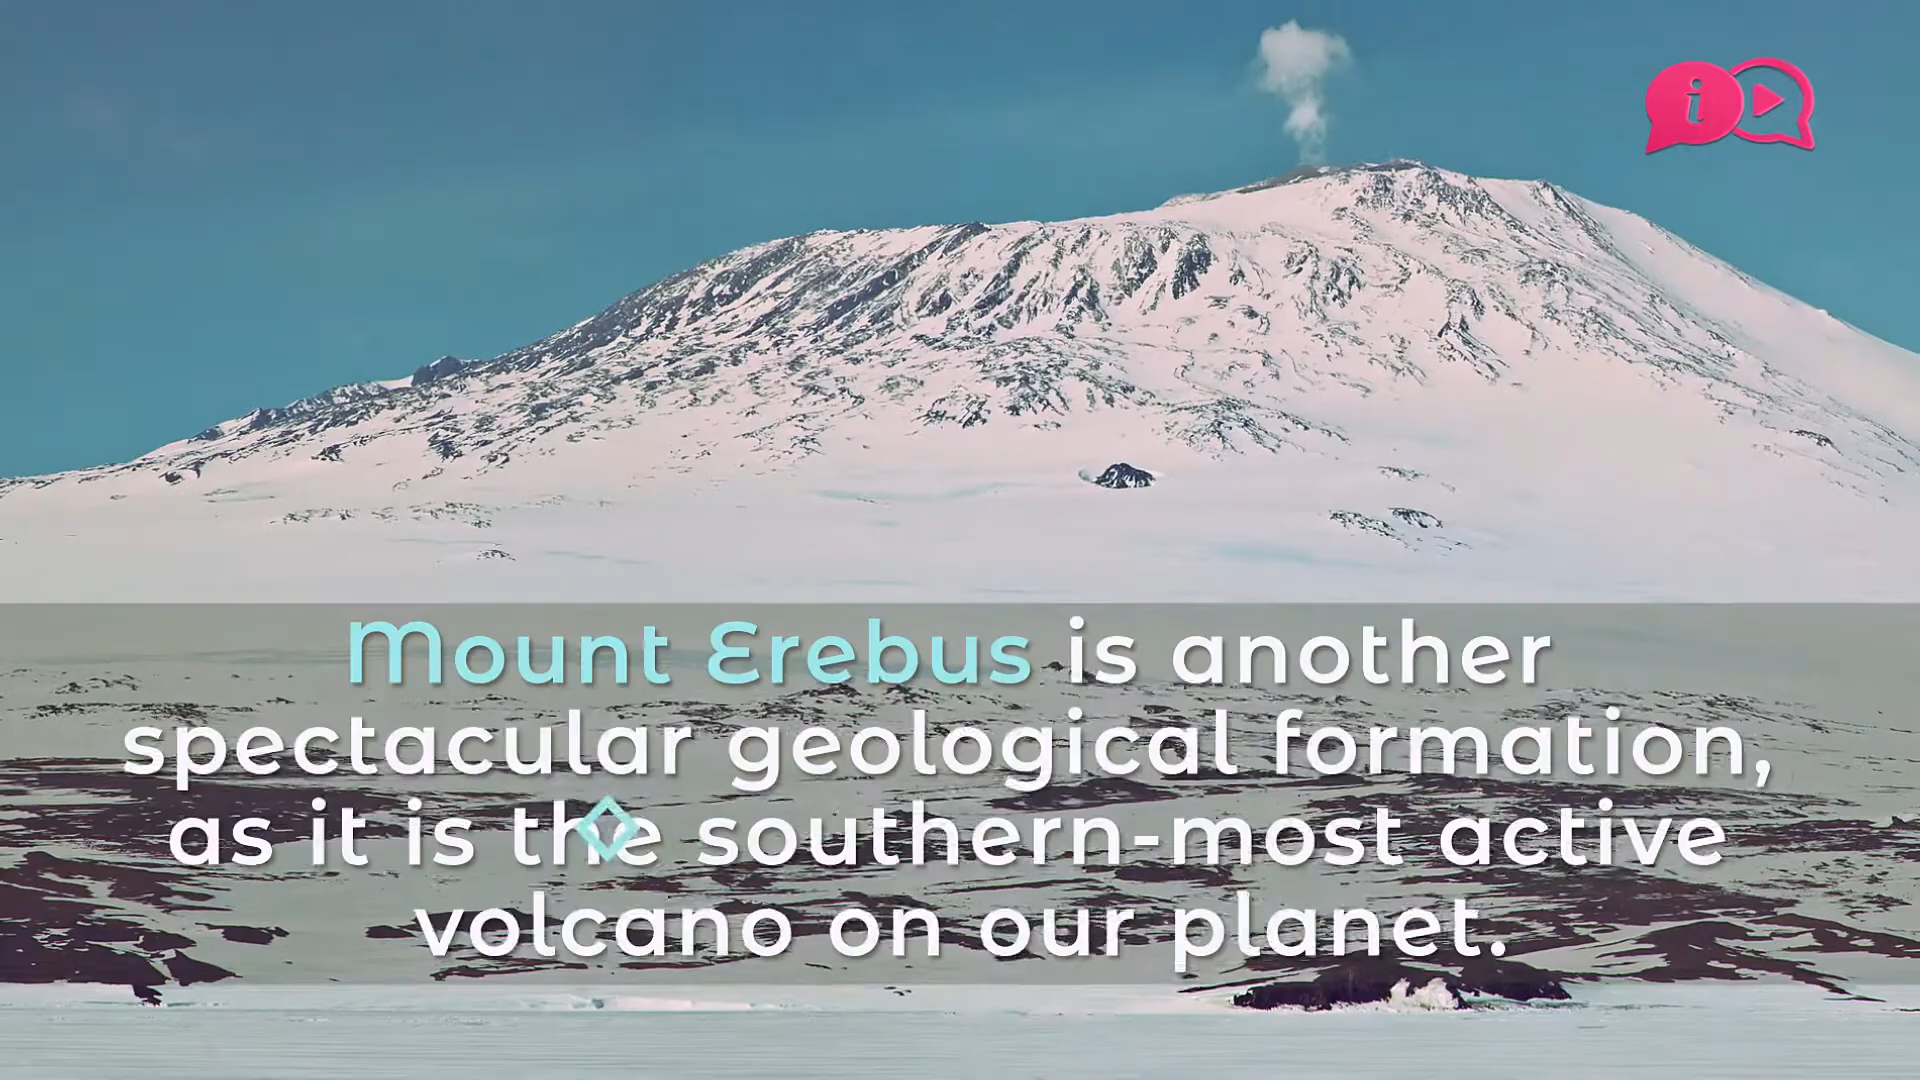 i
Mount Erebus is another
spectacular geological formation,
as it is the southern-most active
volcano on our planet.